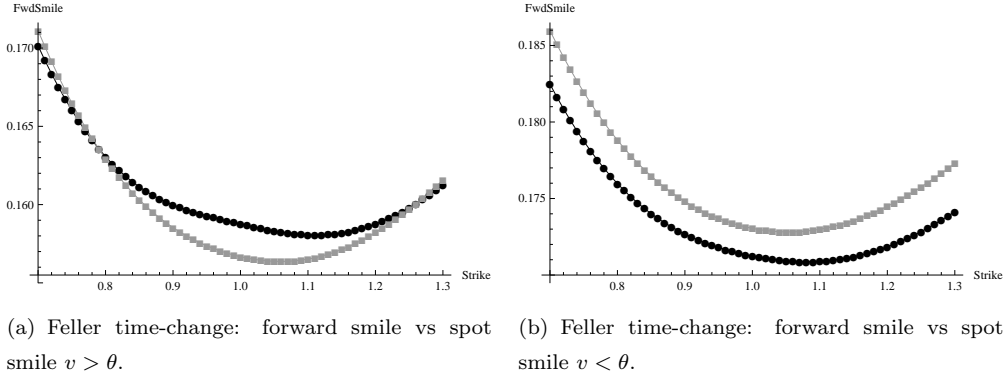 FwdSmile
0.170
0.165
0.160
0.8 0.9 1.0 1.1 1.2 1.3 Strike
(a) Feller time-change: forward smile vs spot
smile v > θ.
FwdSmile
0.185
0.180
0.175
0.8 0.9 1.0 1.1 1.2 1.3 Strike
(b) Feller time-change: forward smile vs spot
smile v < θ.